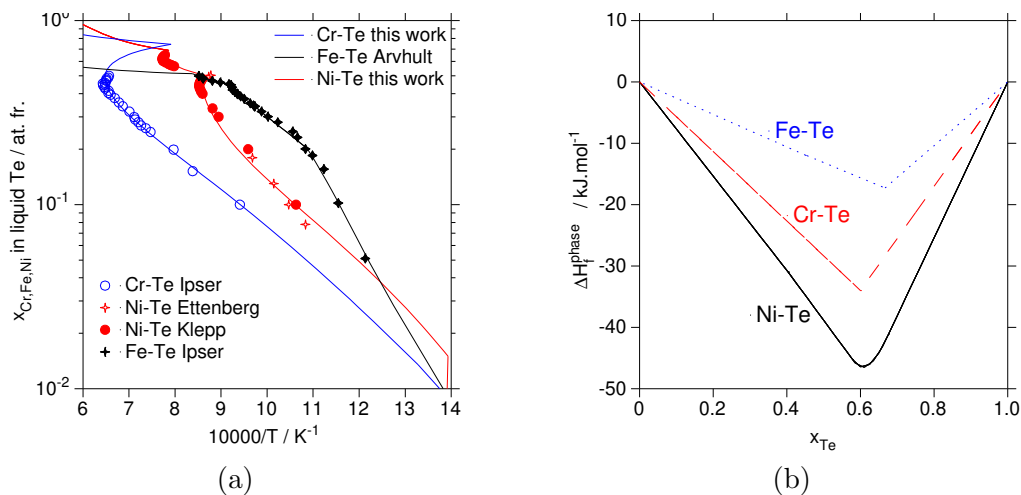 Cr-Te this work
Fe-Te Arvhult
Ni-Te this work
Cr-Te Ipser
Ni-Te Ettenberg
Ni-Te Klepp
Fe-Te Ipser
x_Cr,Fe,Ni in liquid Te / at. fr.
10^0
10^-1
10^-2
6 7 8 9 10 11 12 13 14
10000/T / K^-1
(a)
ΔH_f^phase / kJ.mol^-1
10
0
-10
-20
-30
-40
-50
Fe-Te
Cr-Te
Ni-Te
0 0.2 0.4 0.6 0.8 1.0
x_Te
(b)